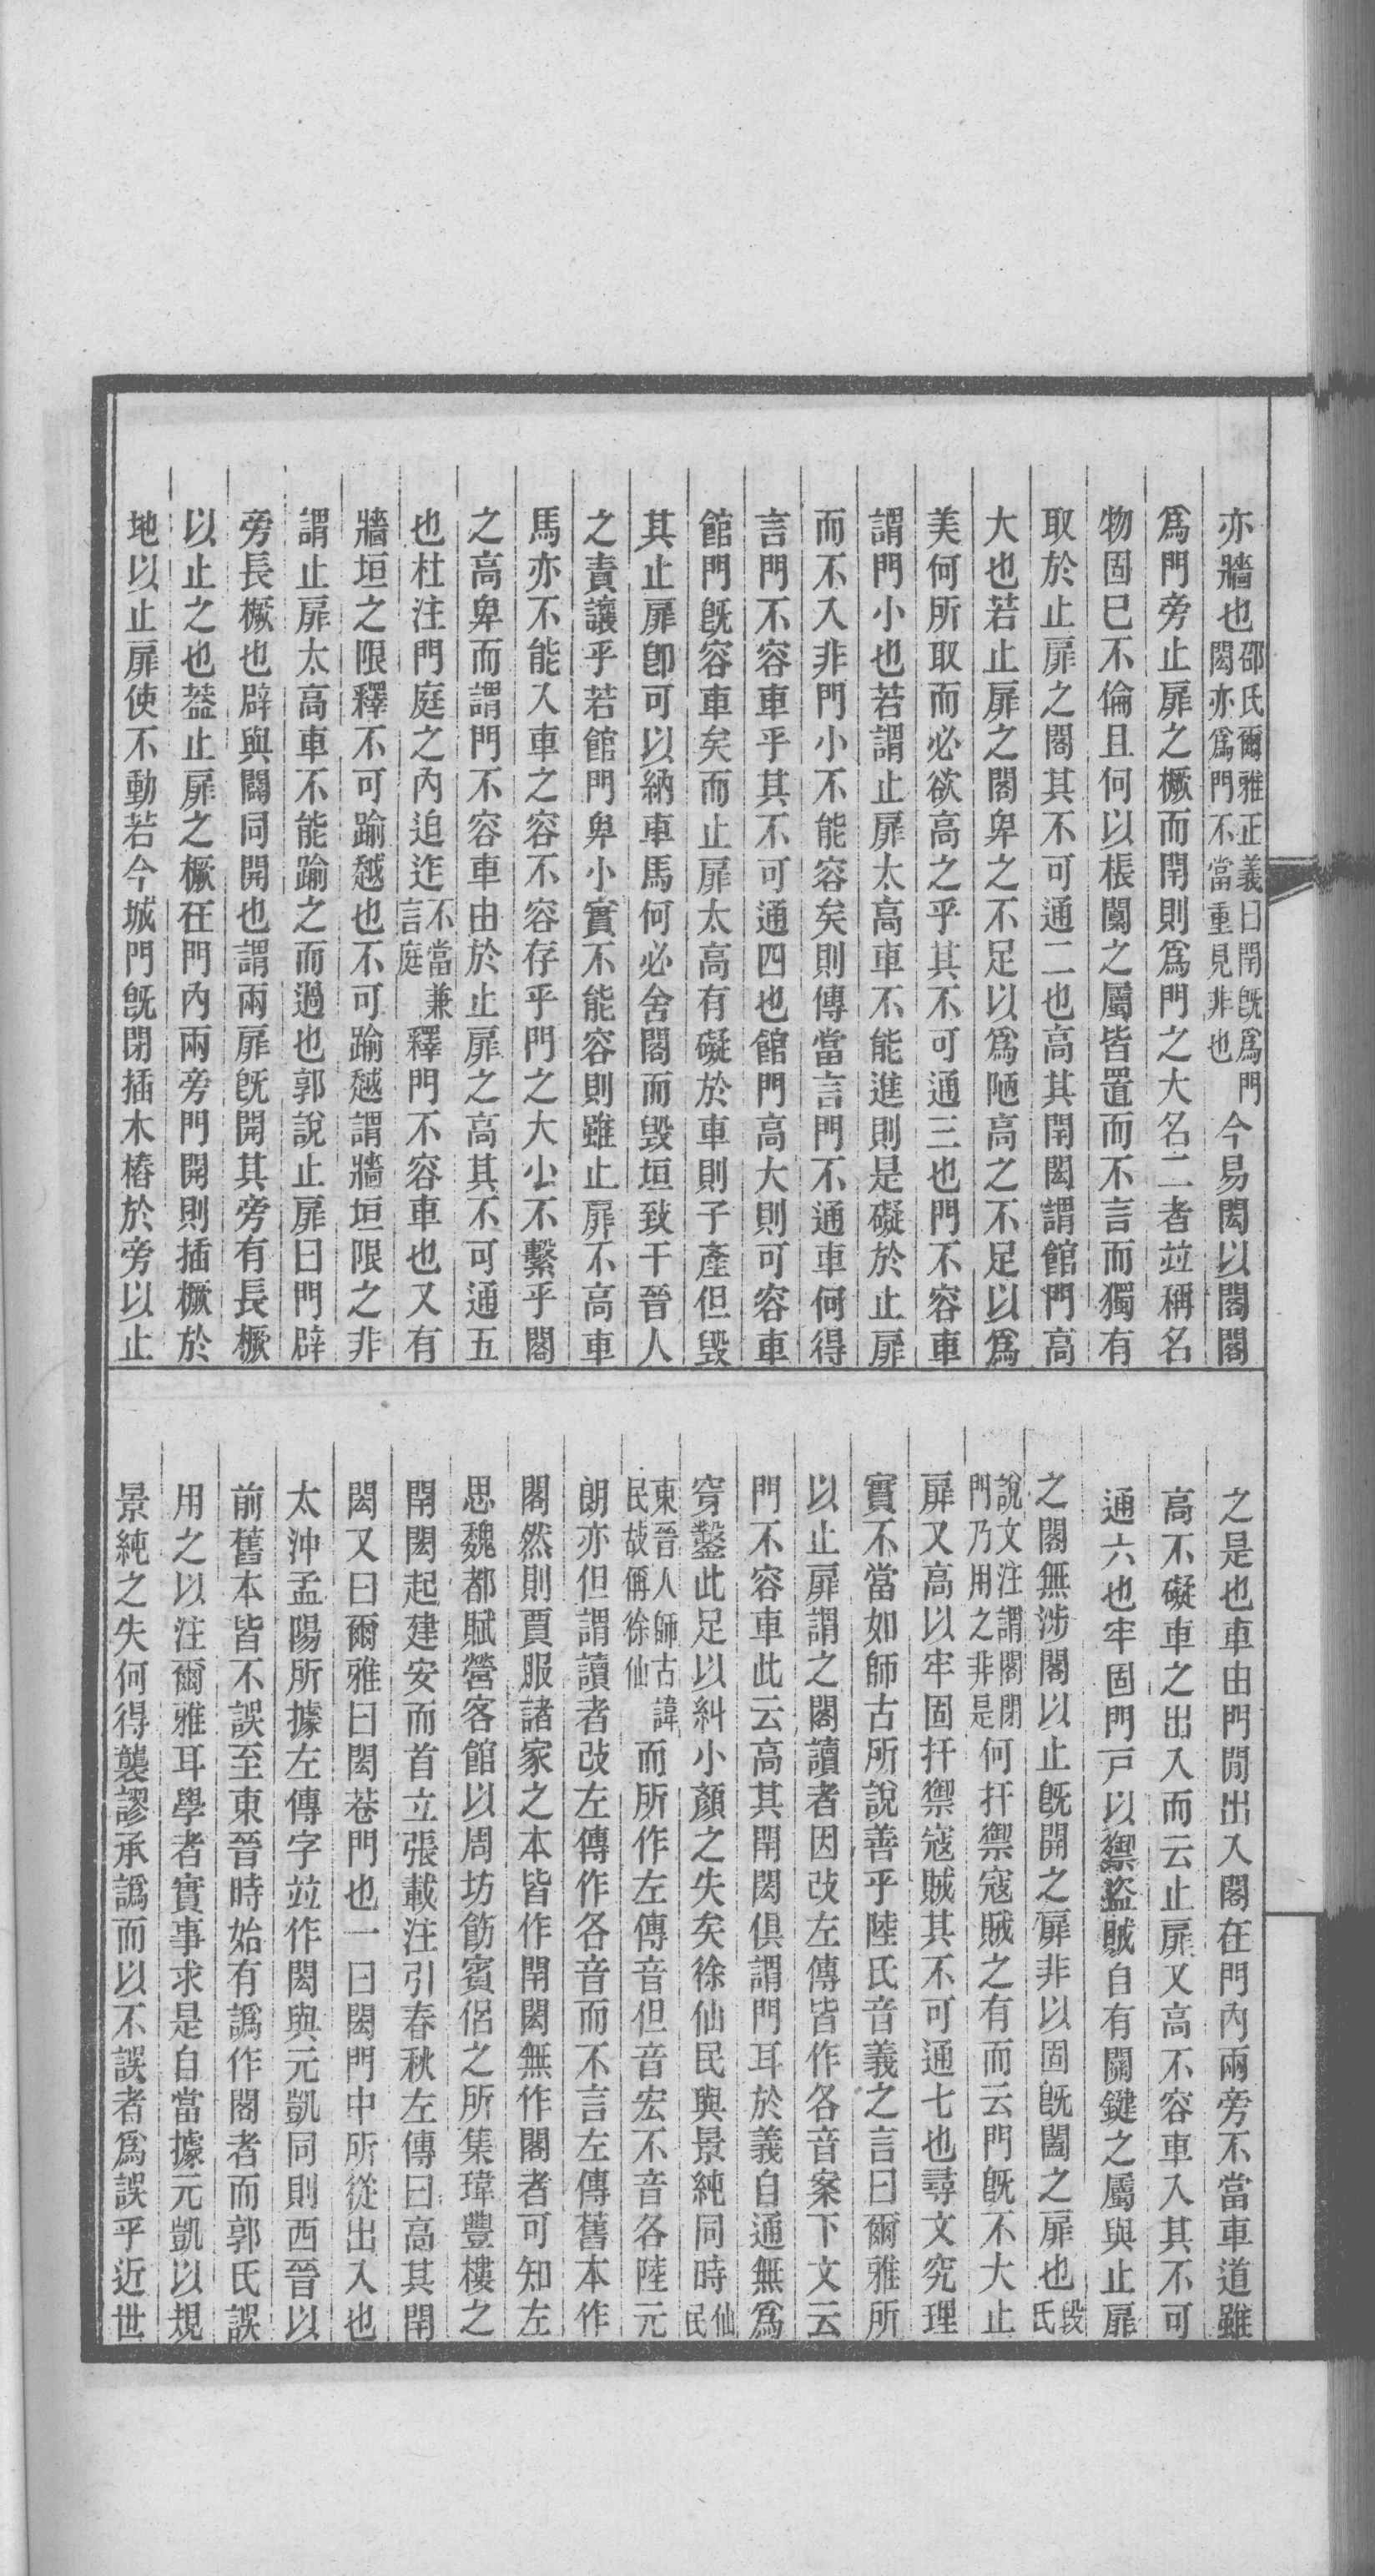 亦牆也邵氏爾雅正義曰閈旣爲門閎亦爲門不當重見非也今易閎以閣閣
爲門旁止扉之橛而閈則爲門之大名二者竝稱名
物固已不倫且何以棖闑之屬皆置而不言而獨有
取於止扉之閣其不可通二也高其閈閎謂館門高
大也若止扉之閣卑之不足以爲陋高之不足以爲
美何所取而必欲高之乎其不可通三也門不容車
謂門小也若謂止扉太高車不能進則是礙於止扉
而不入非門小不能容矣則傳當言門不通車何得
言門不容車乎其不可通四也館門高大則可容車
館門旣容車矣而止扉太高有礙於車則子產但毀
其止扉卽可以納車馬何必舍閣而毀垣致干晉人
之責讓乎若館門卑小實不能容則雖止扉不高車
馬亦不能入車之容不容存乎門之大小不繫乎閣
之高卑而謂門不容車由於止扉之高其不可通五
也杜注門庭之內迫迮不當兼言庭釋門不容車也又有
牆垣之限釋不可踰越也不可踰越謂牆垣限之非
謂止扉太高車不能踰之而過也郭說止扉曰門辟
旁長橛也辟與闢同開也謂兩扉旣開其旁有長橛
以止之也葢止扉之橛在門內兩旁門開則插橛於
地以止扉使不動若今城門旣閉插木樁於旁以止
之是也車由門閒出入閣在門內兩旁不當車道雖
高不礙車之出入而云止扉又高不容車入其不可
通六也牢固門戸以禦盜賊自有關鍵之屬與止扉
之閣無涉閣以止旣開之扉非以固旣闔之扉也段氏
說文注謂閣閉門乃用之非是何扞禦寇賊之有而云門旣不大止
扉又高以牢固扞禦寇賊其不可通七也尋文究理
實不當如師古所說善乎陸氏音義之言曰爾雅所
以止扉謂之閣讀者因改左傳皆作各音案下文云
門不容車此云高其閈閎俱謂門耳於義自通無爲
穿鑿此足以糾小顏之失矣徐仙民與景純同時仙民
東晉人師古諱民故偁徐仙而所作左傳音但音宏不音各陸元
朗亦但謂讀者改左傳作各音而不言左傳舊本作
閣然則賈服諸家之本皆作閈閎無作閣者可知左
思魏都賦營客館以周坊飭賓侶之所集瑋豐樓之
閈閎起建安而首立張載注引春秋左傳曰高其閈
閎又曰爾雅曰閎巷門也一曰閎門中所從出入也
太沖孟陽所據左傳字竝作閎與元凱同則西晉以
前舊本皆不誤至東晉時始有譌作閣者而郭氏誤
用之以注爾雅耳學者實事求是自當據元凱以規
景純之失何得襲謬承譌而以不誤者爲誤乎近世